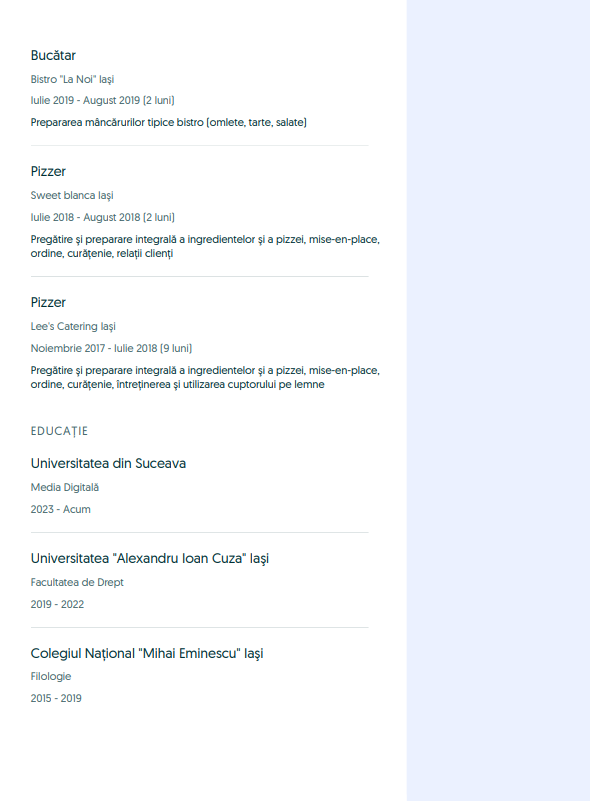 Bucătar
Bistro "La Noi" Iași
Iulie 2019 - August 2019 (2 luni)
Prepararea mâncărurilor tipice bistro (omlete, tarte, salate)
Pizzer
Sweet blanca Iași
Iulie 2018 - August 2018 (2 luni)
Pregătire și preparare integrală a ingredientelor și a pizzei, mise-en-place,
ordine, curățenie, relații clienți
Pizzer
Lee's Catering Iași
Noiembrie 2017 - Iulie 2018 (9 luni)
Pregătire și preparare integrală a ingredientelor și a pizzei, mise-en-place,
ordine, curățenie, întreținerea și utilizarea cuptorului pe lemne
EDUCAȚIE
Universitatea din Suceava
Media Digitală
2023 - Acum
Universitatea "Alexandru Ioan Cuza" Iași
Facultatea de Drept
2019 - 2022
Colegiul Național "Mihai Eminescu" Iași
Filologie
2015 - 2019